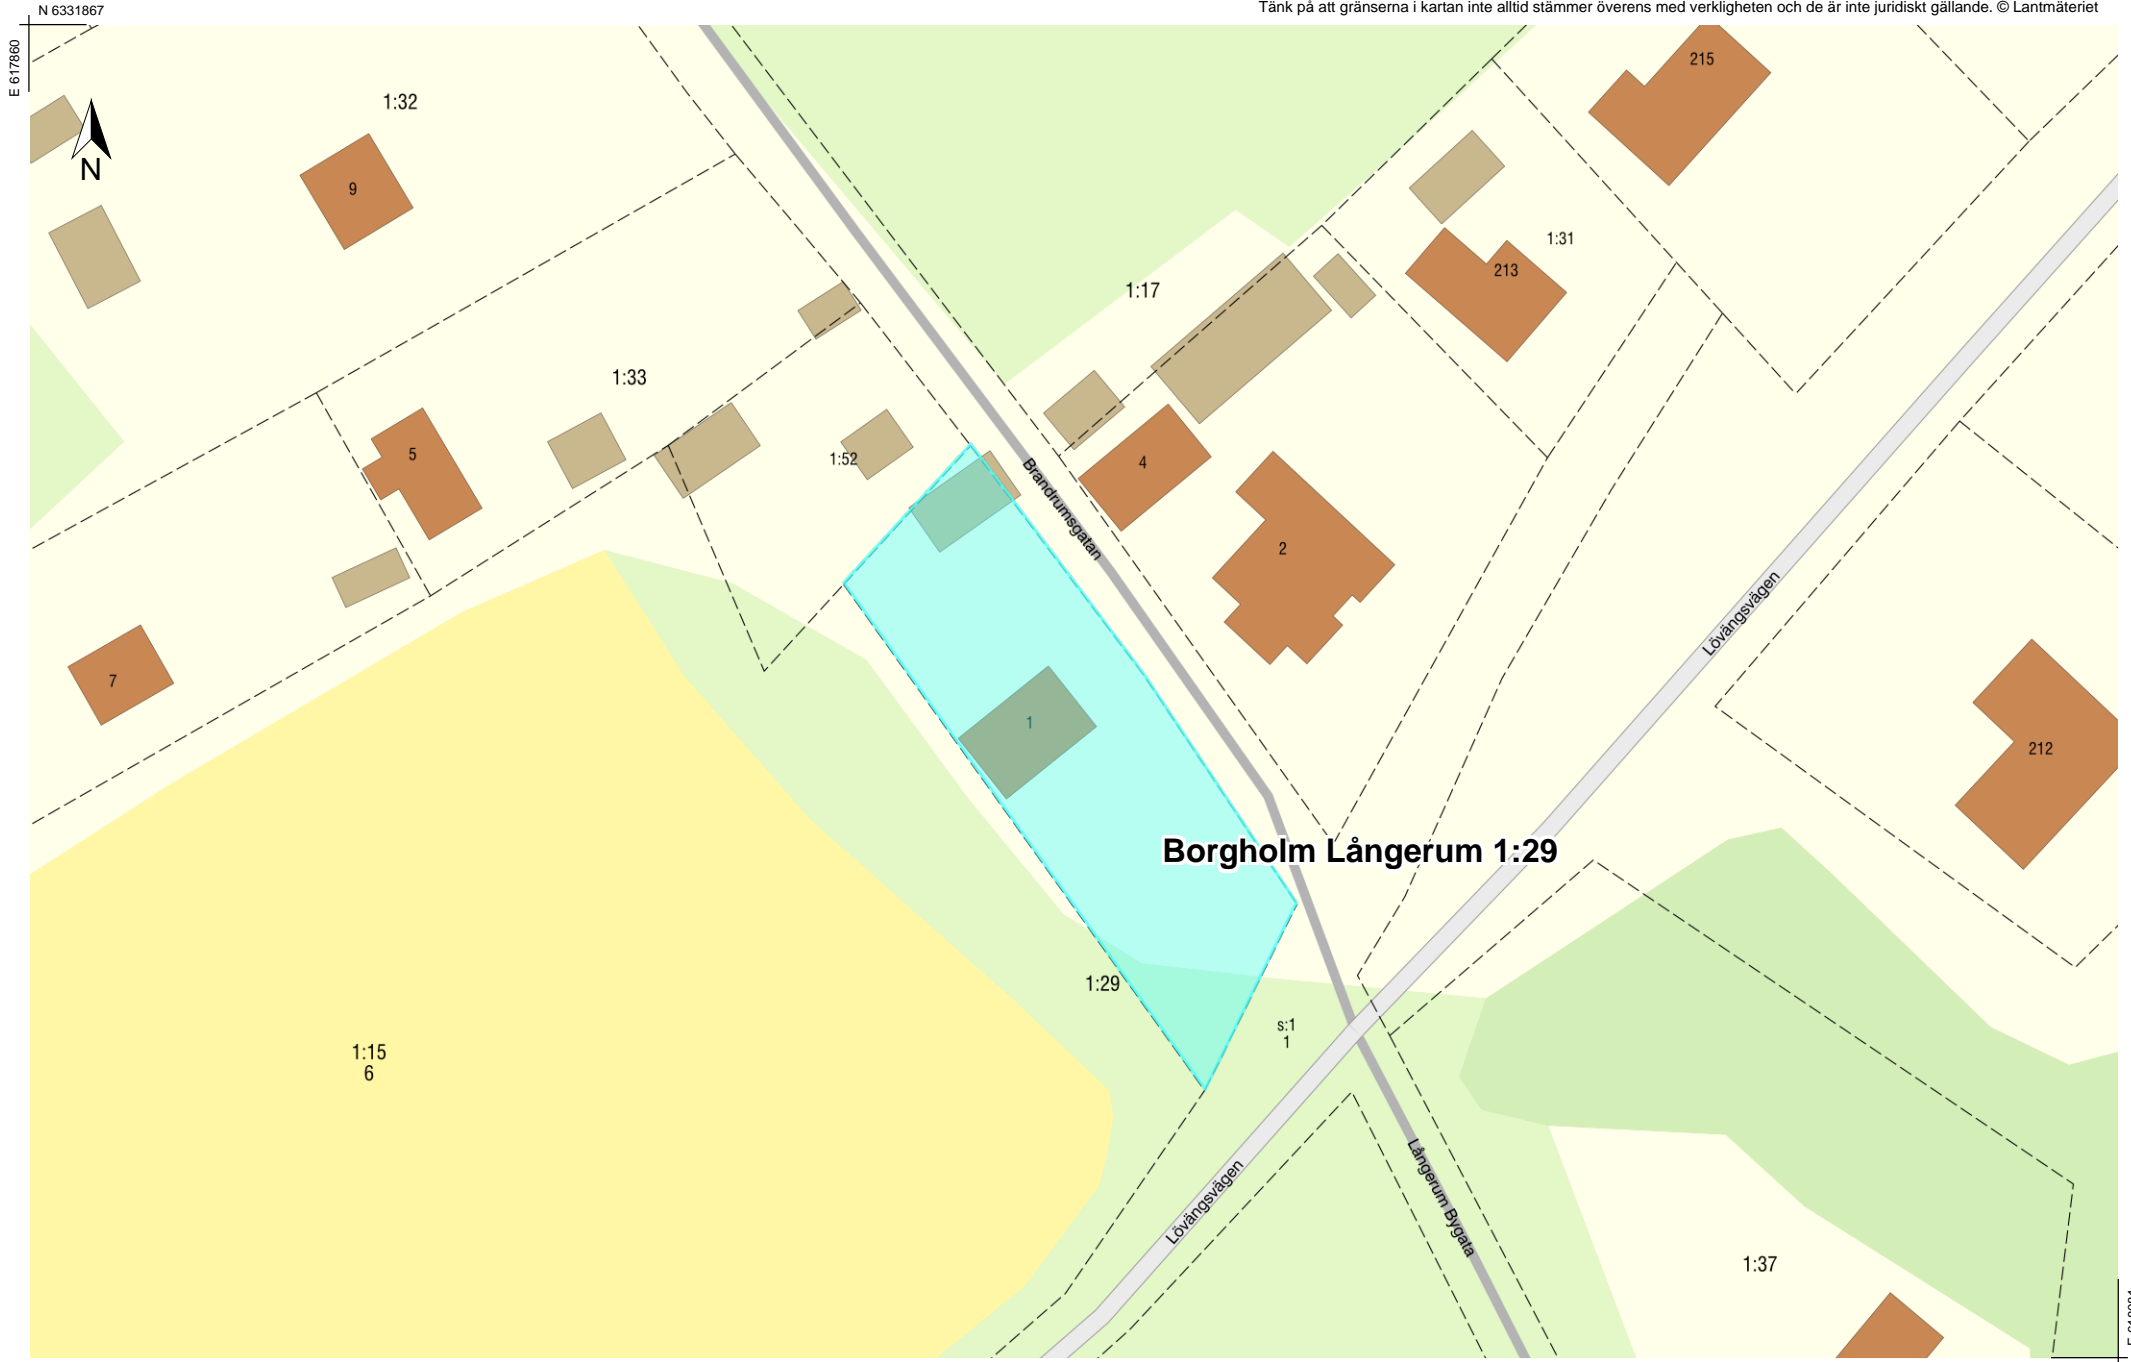 N 6331867
Tänk på att gränserna i kartan inte alltid stämmer överens med verkligheten och de är inte juridiskt gällande. © Lantmäteriet
E 617860
N
1:32
9
215
1:31
213
1:17
1:33
5
1:52
4
Brandrumsgatan
2
Lövängsvägen
7
1
212
Borgholm Långerum 1:29
1:29
s:1
1
1:15
6
Lövängsvägen
Långerum Bygata
1:37